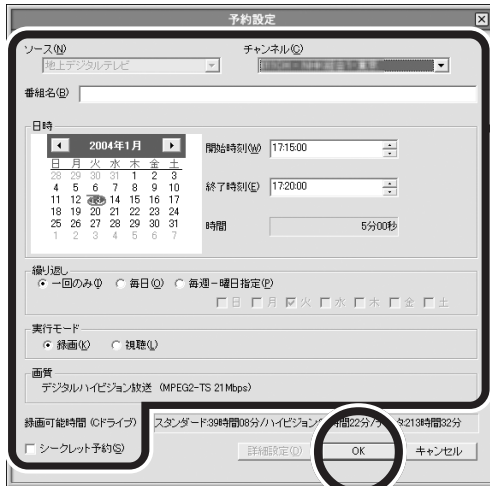 予約設定
ソース(N)
チャンネル(C)
地上デジタルテレビ
番組名(B)
日時
2004年1月
日 月 火 水 木 金 土
28 29 30 31 1 2 3
4 5 6 7 8 9 10
11 12 13 14 15 16 17
18 19 20 21 22 23 24
25 26 27 28 29 30 31
1 2 3 4 5 6 7
開始時刻(W) 17:15:00
終了時刻(E) 17:20:00
時間 5分00秒
繰り返し
一回のみ(I) 毎日(O) 毎週-曜日指定(P)
日 月 火 水 木 金 土
実行モード
録画(K) 視聴(L)
画質
デジタルハイビジョン放送 (MPEG2-TS 21Mbps)
録画可能時間 (Cドライブ) スタンダード:39時間08分/ハイビジョン 時間22分/ 213時間32分
シークレット予約(S)
詳細設定(D) OK キャンセル